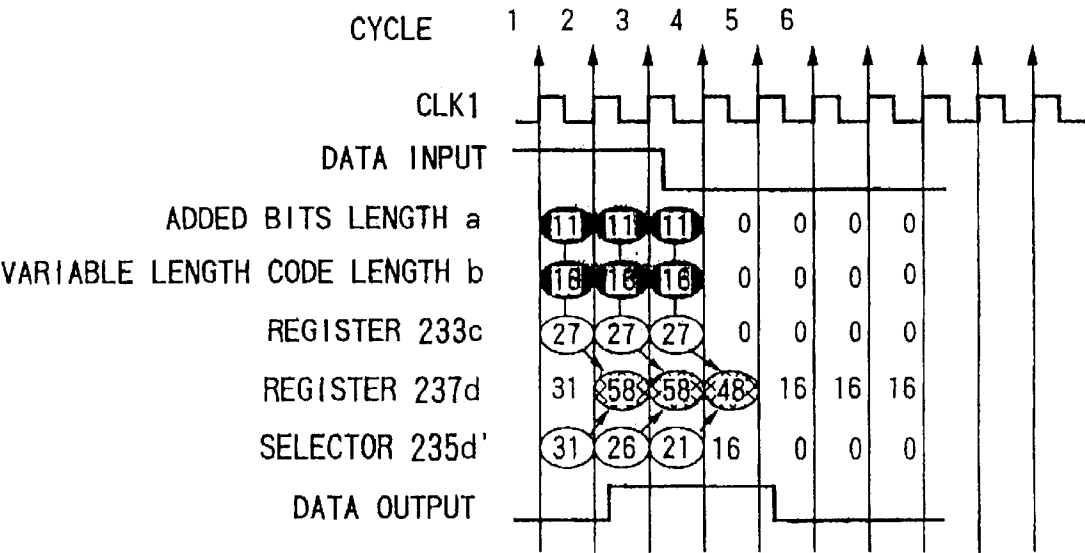 CYCLE 1 2 3 4 5 6
CLK1
DATA INPUT
ADDED BITS LENGTH a 11 11 11 0 0 0 0
VARIABLE LENGTH CODE LENGTH b 16 16 16 0 0 0 0
REGISTER 233c 27 27 27 0 0 0 0
REGISTER 237d 31 58 58 48 16 16 16
SELECTOR 235d' 31 26 21 16 0 0 0
DATA OUTPUT